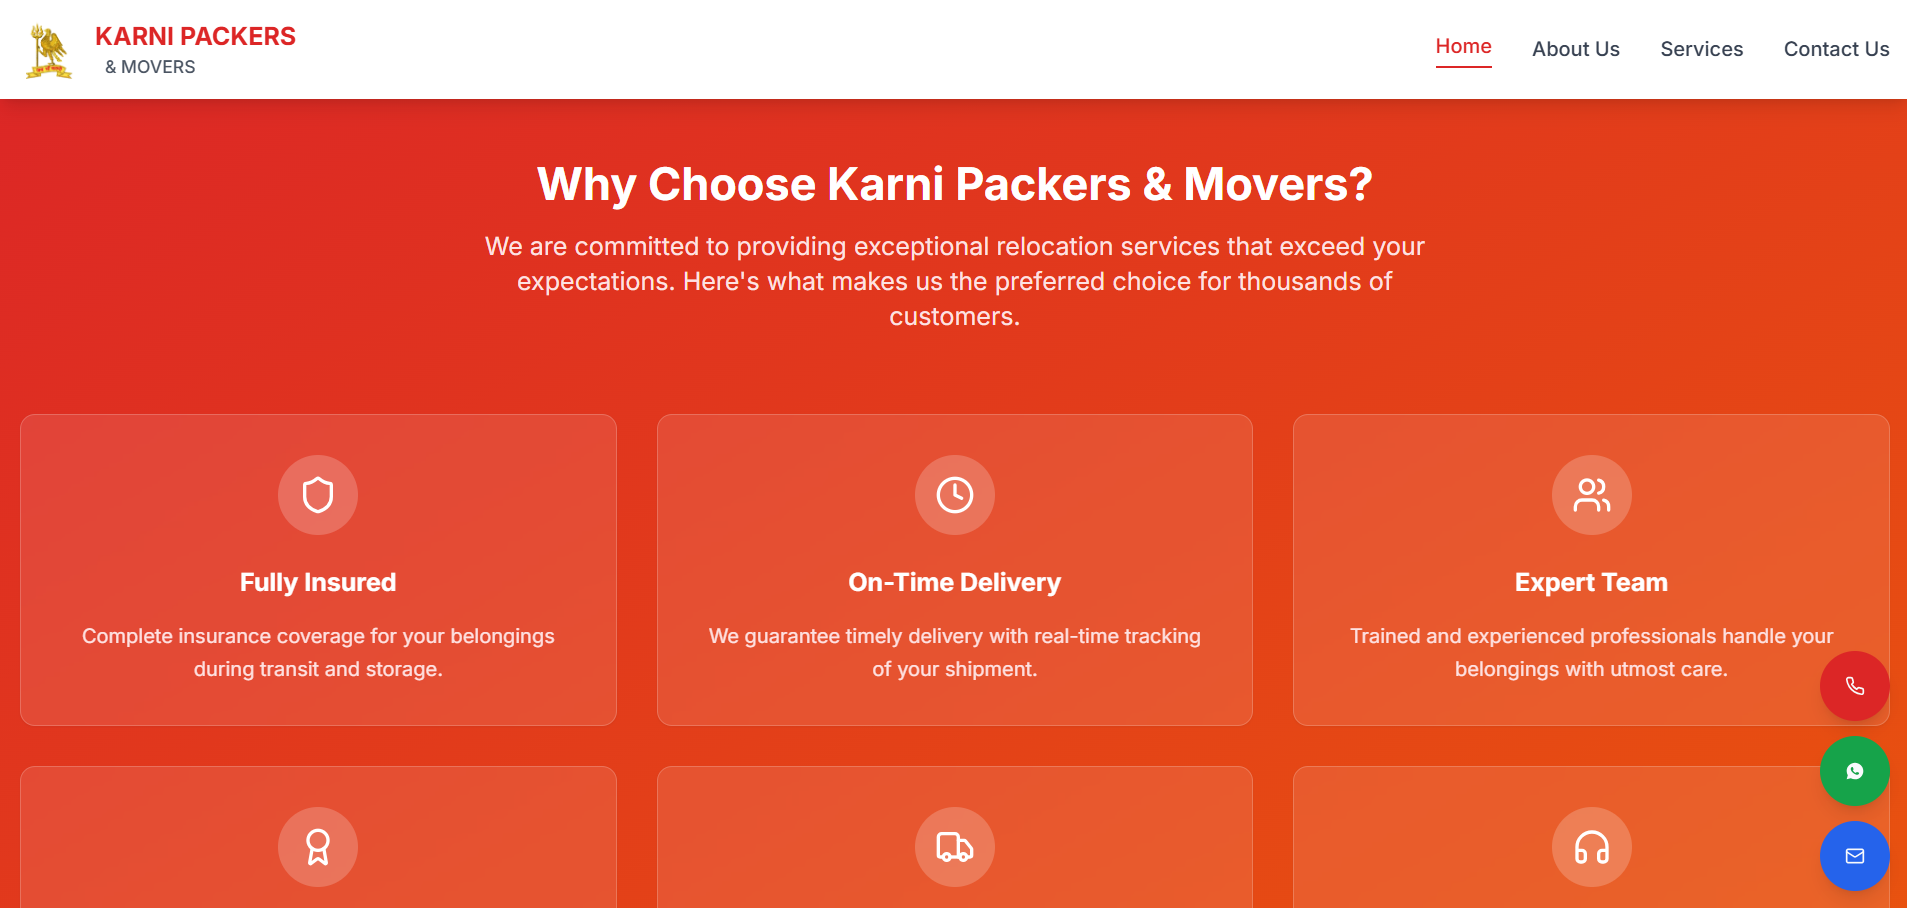 KARNI PACKERS
& MOVERS
Home
About Us
Services
Contact Us
Why Choose Karni Packers & Movers?
We are committed to providing exceptional relocation services that exceed your
expectations. Here's what makes us the preferred choice for thousands of
customers.
Fully Insured
Complete insurance coverage for your belongings
during transit and storage.
On-Time Delivery
We guarantee timely delivery with real-time tracking
of your shipment.
Expert Team
Trained and experienced professionals handle your
belongings with utmost care.